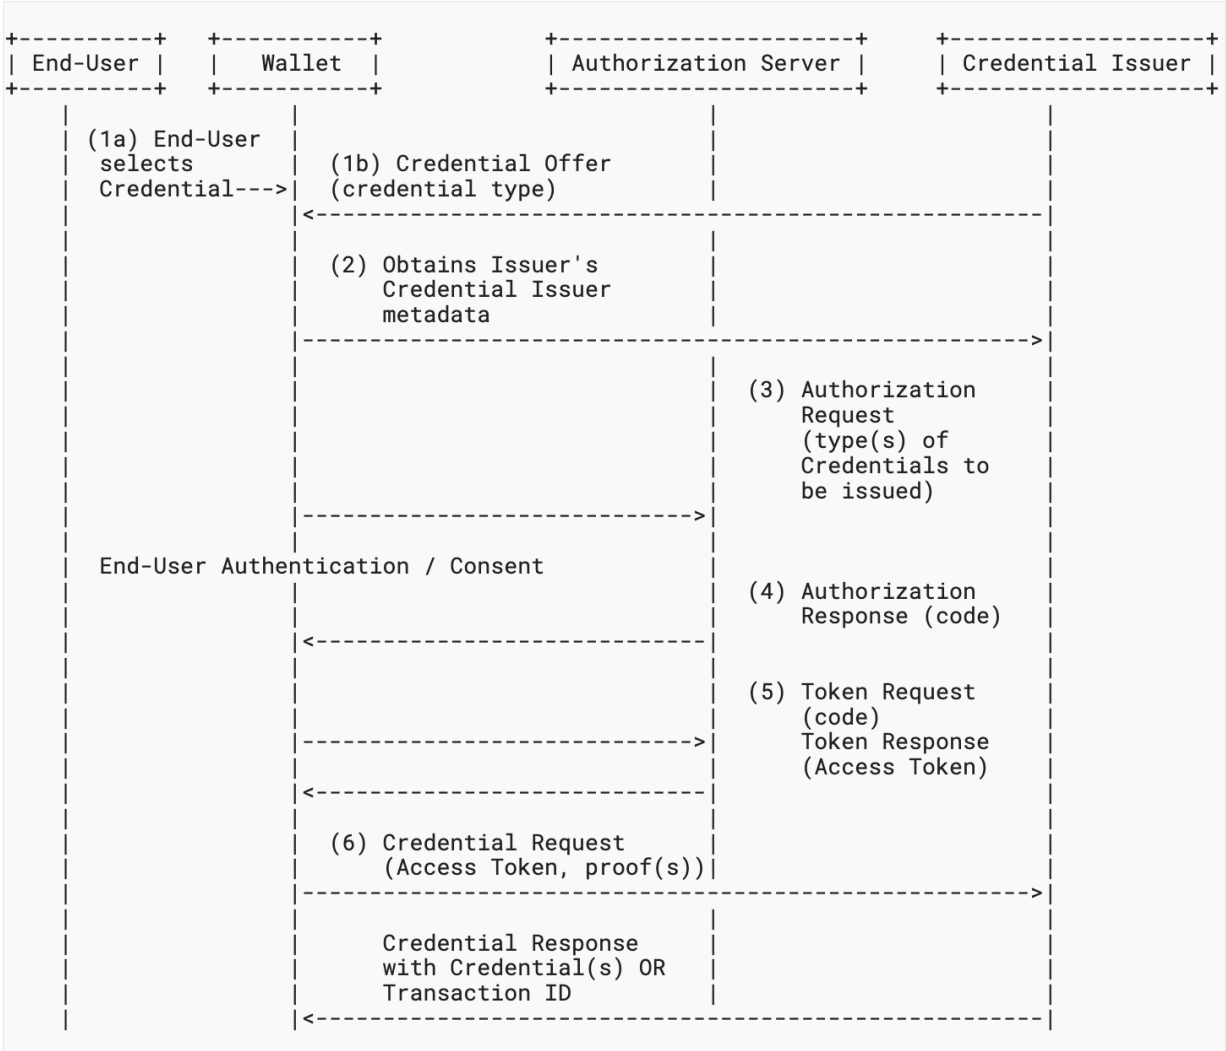 End-User Wallet Authorization Server Credential Issuer
(1a) End-User
selects (1b) Credential Offer
Credential---> (credential type)
(2) Obtains Issuer's
Credential Issuer
metadata
(3) Authorization
Request
(type(s) of
Credentials to
be issued)
End-User Authentication / Consent
(4) Authorization
Response (code)
(5) Token Request
(code)
Token Response
(Access Token)
(6) Credential Request
(Access Token, proof(s))
Credential Response
with Credential(s) OR
Transaction ID